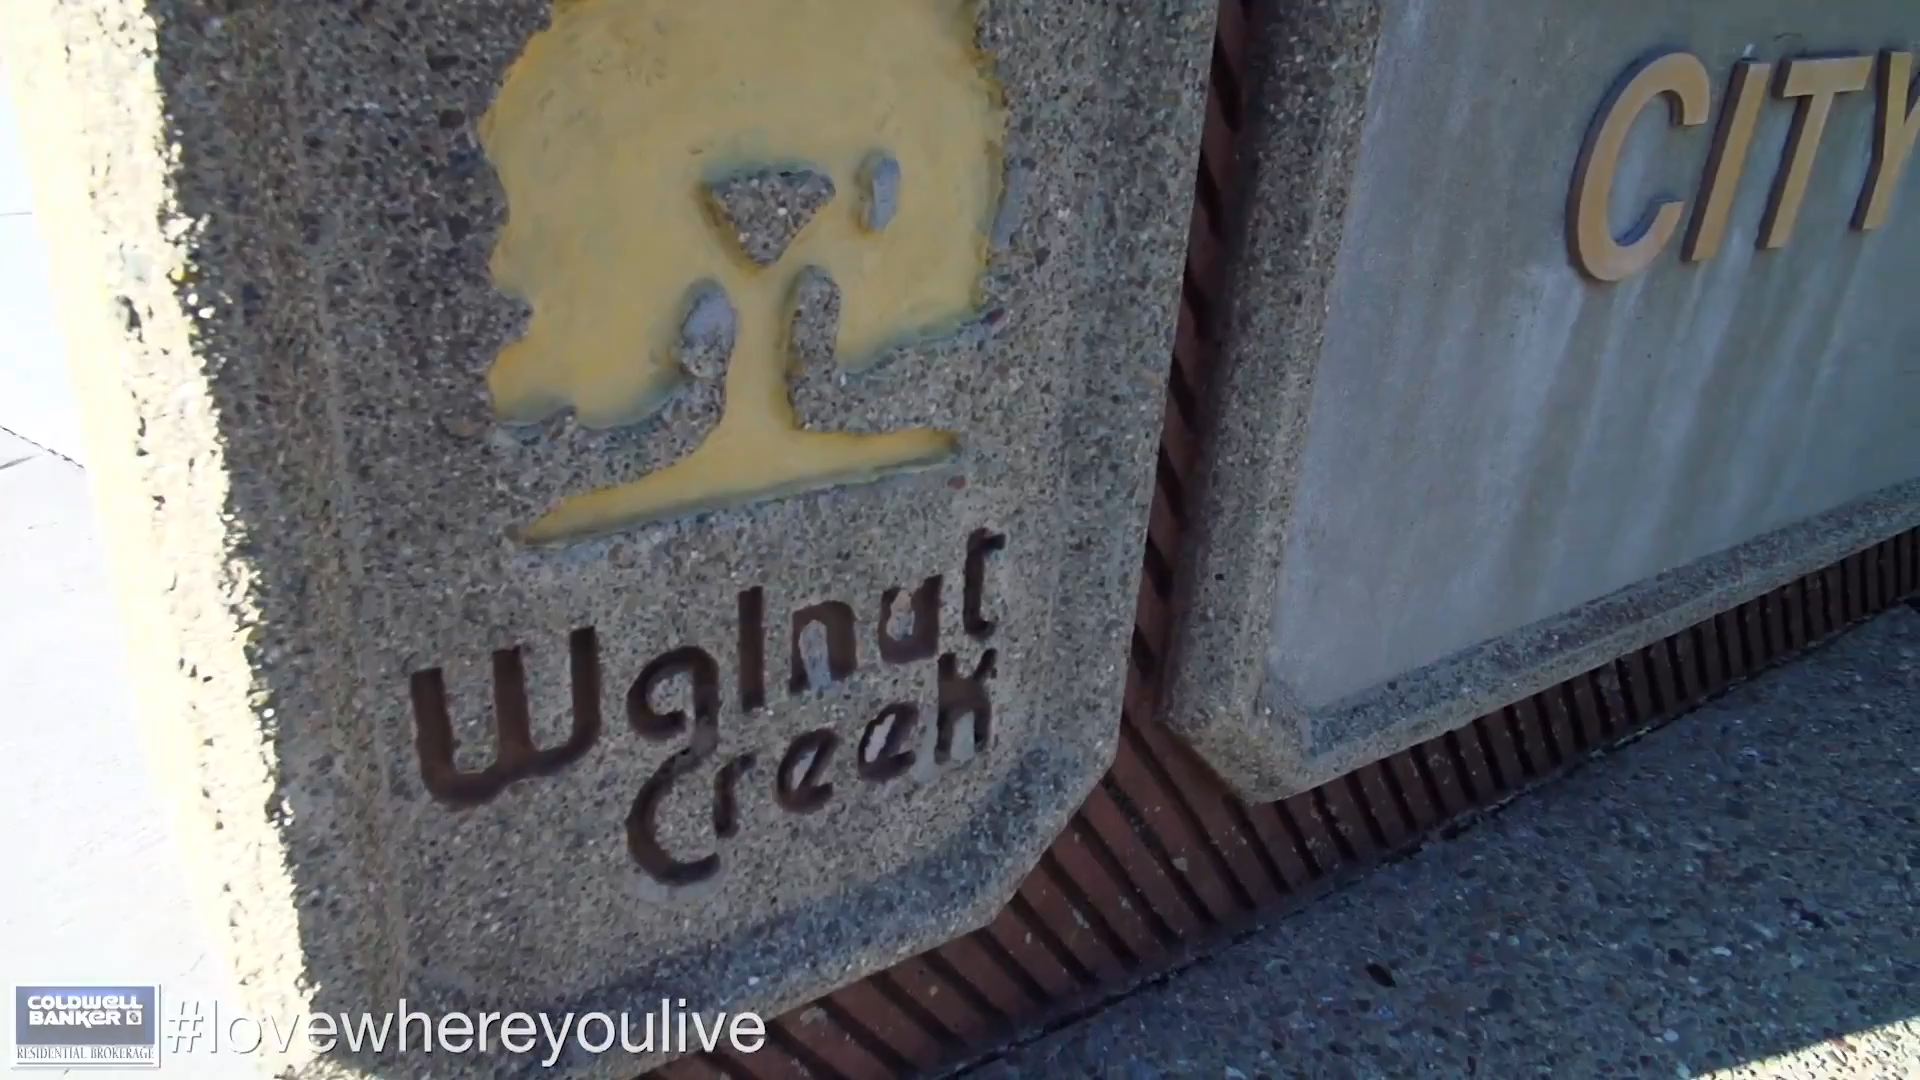 CITY
Walnut
Creek
COLDWELL
BANKER
RESIDENTIAL BROKERAGE
#lovewhereyoulive